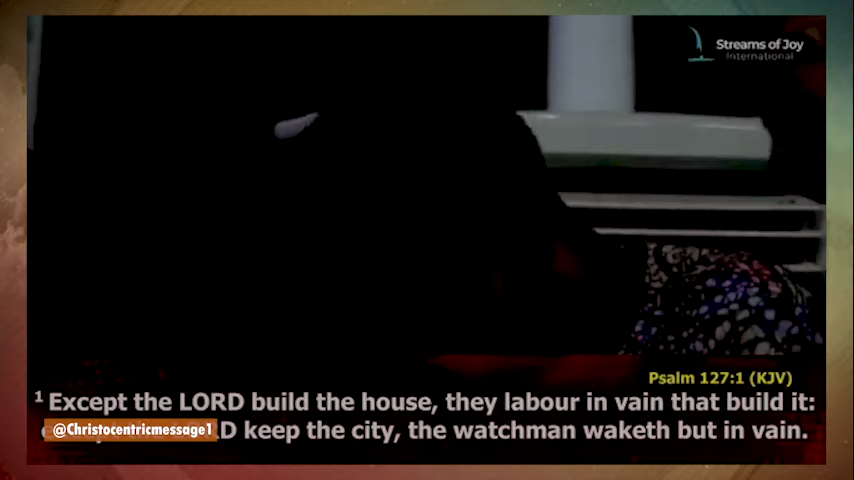 Streams of Joy
International
Psalm 127:1 (KJV)
1 Except the LORD build the house, they labour in vain that build it:
keep the city, the watchman waketh but in vain.
@Christocentricmessage1